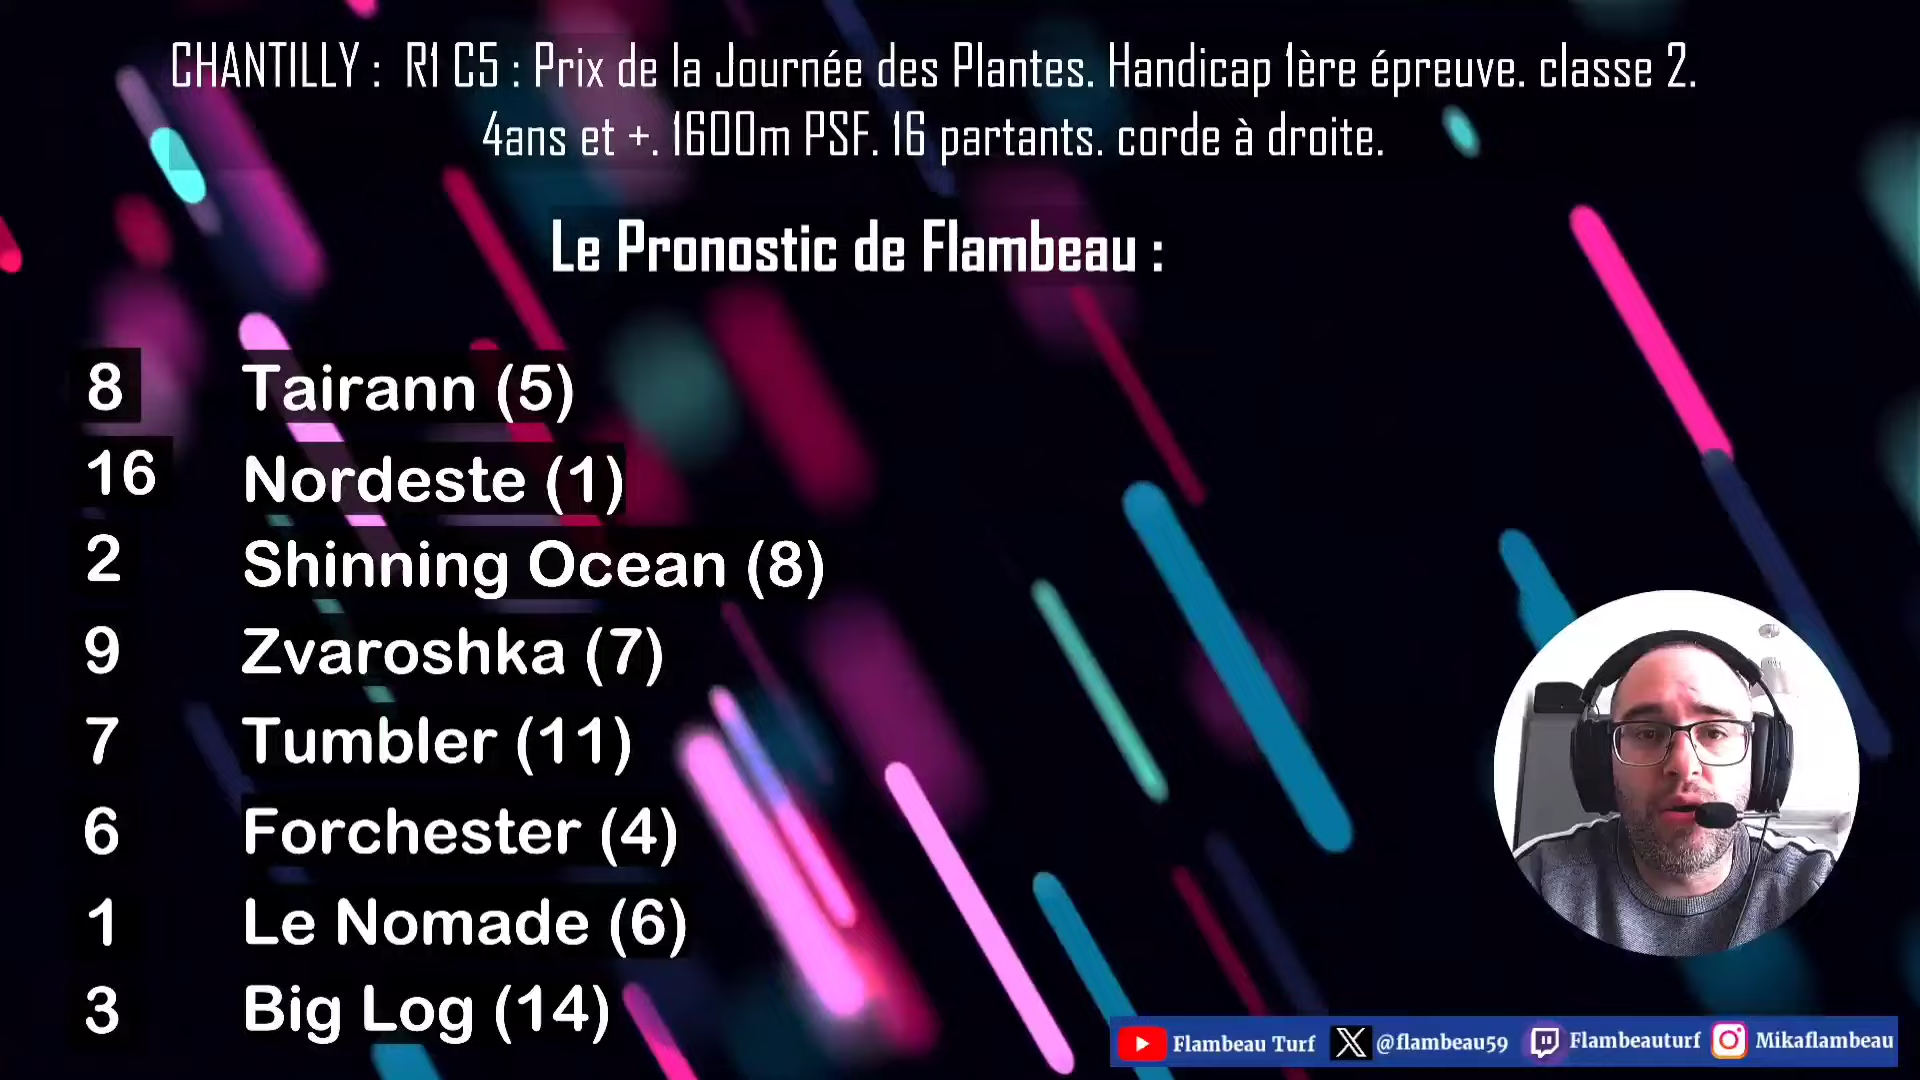 CHANTILLY : R1 C5 : Prix de la Journée des Plantes. Handicap 1ère épreuve. classe 2.
4ans et +. 1600m PSF. 16 partants. corde à droite.
Le Pronostic de Flambeau :
8 Tairann (5)
16 Nordeste (1)
2 Shinning Ocean (8)
9 Zvaroshka (7)
7 Tumbler (11)
6 Forchester (4)
1 Le Nomade (6)
3 Big Log (14)
Flambeau Turf @flambeau59 Flambeauturf Mikaflambeau